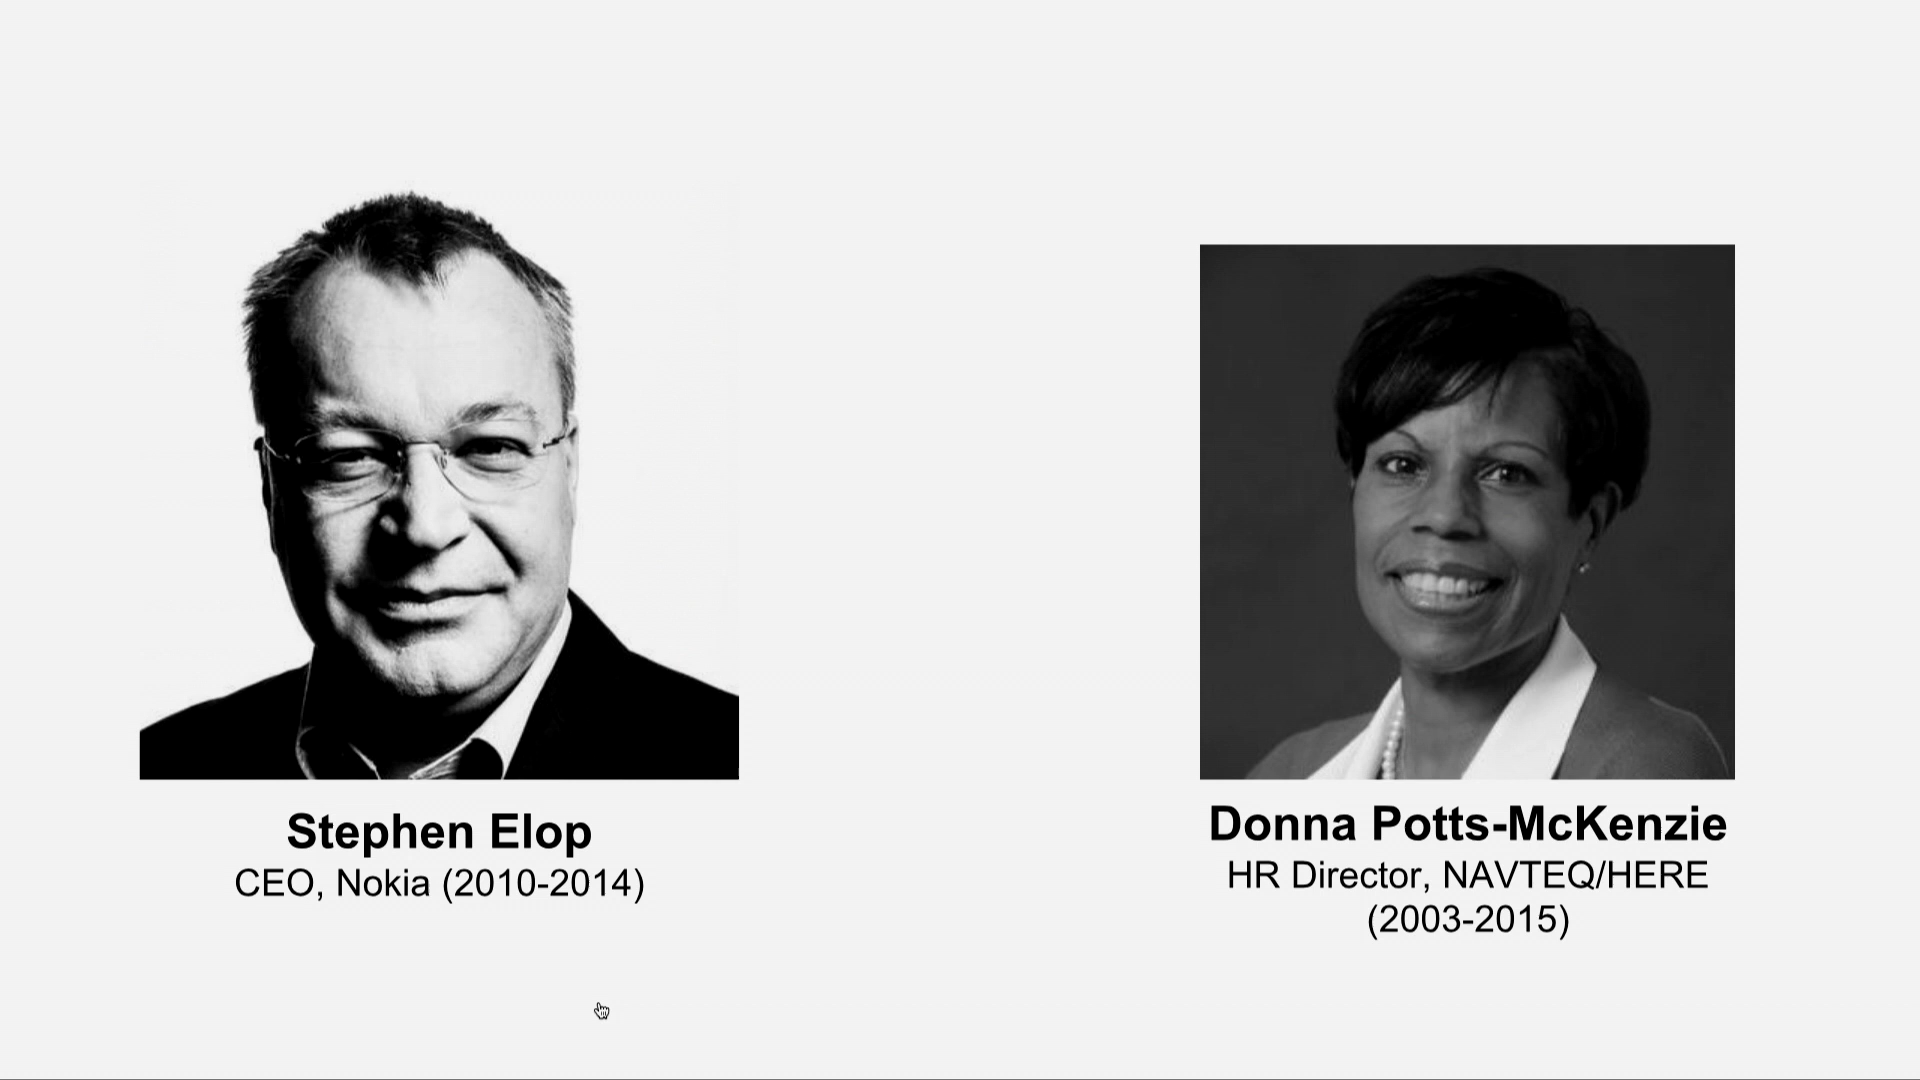 Stephen Elop
CEO, Nokia (2010-2014)
Donna Potts-McKenzie
HR Director, NAVTEQ/HERE
(2003-2015)